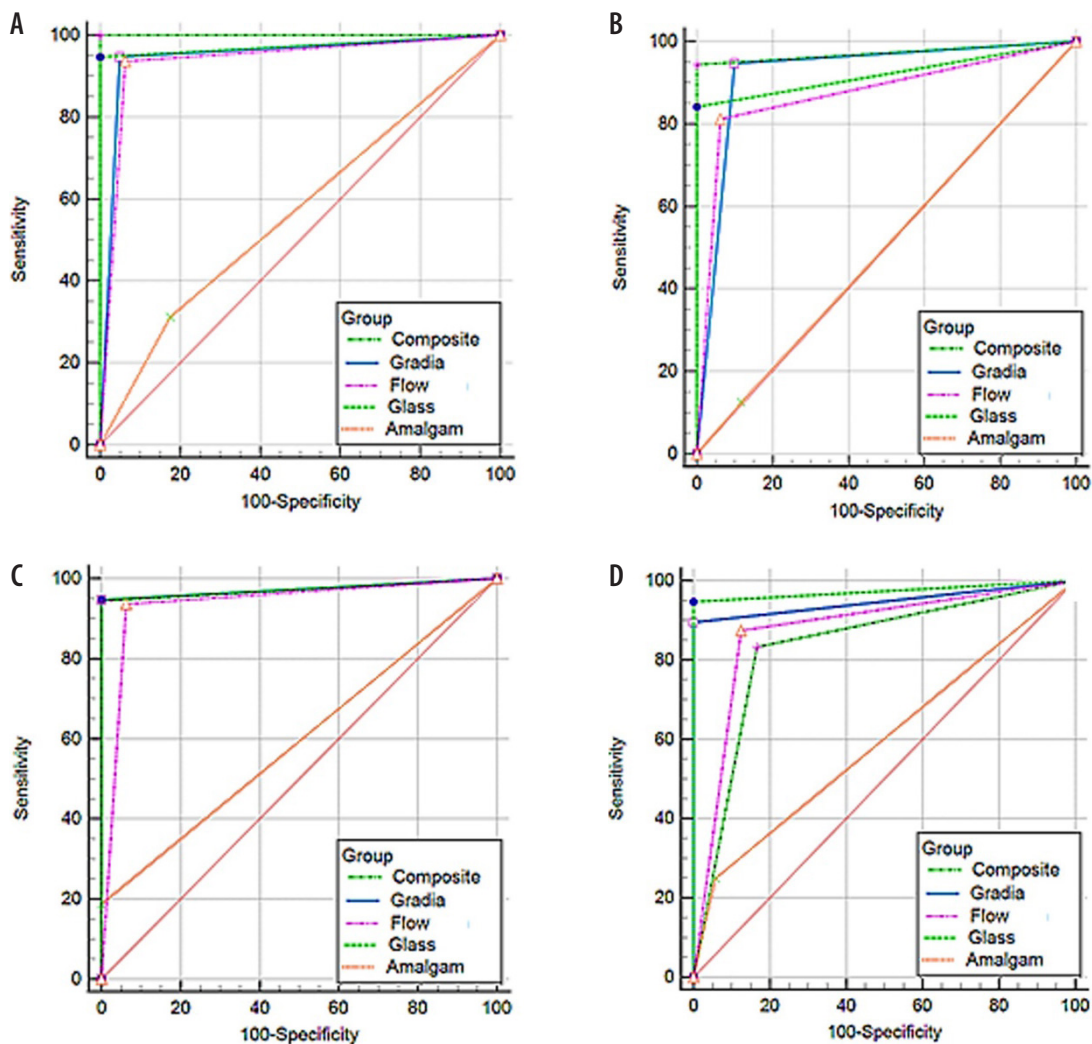 A
100
80
60
40
20
0
Sensitivity
0 20 40 60 80 100
100-Specificity
Group
Composite
Gradia
Flow
Glass
Amalgam
B
100
80
60
40
20
0
Sensitivity
0 20 40 60 80 100
100-Specificity
Group
Composite
Gradia
Flow
Glass
Amalgam
C
100
80
60
40
20
0
Sensitivity
0 20 40 60 80 100
100-Specificity
Group
Composite
Gradia
Flow
Glass
Amalgam
D
100
80
60
40
20
0
Sensitivity
0 20 40 60 80 100
100-Specificity
Group
Composite
Gradia
Flow
Glass
Amalgam